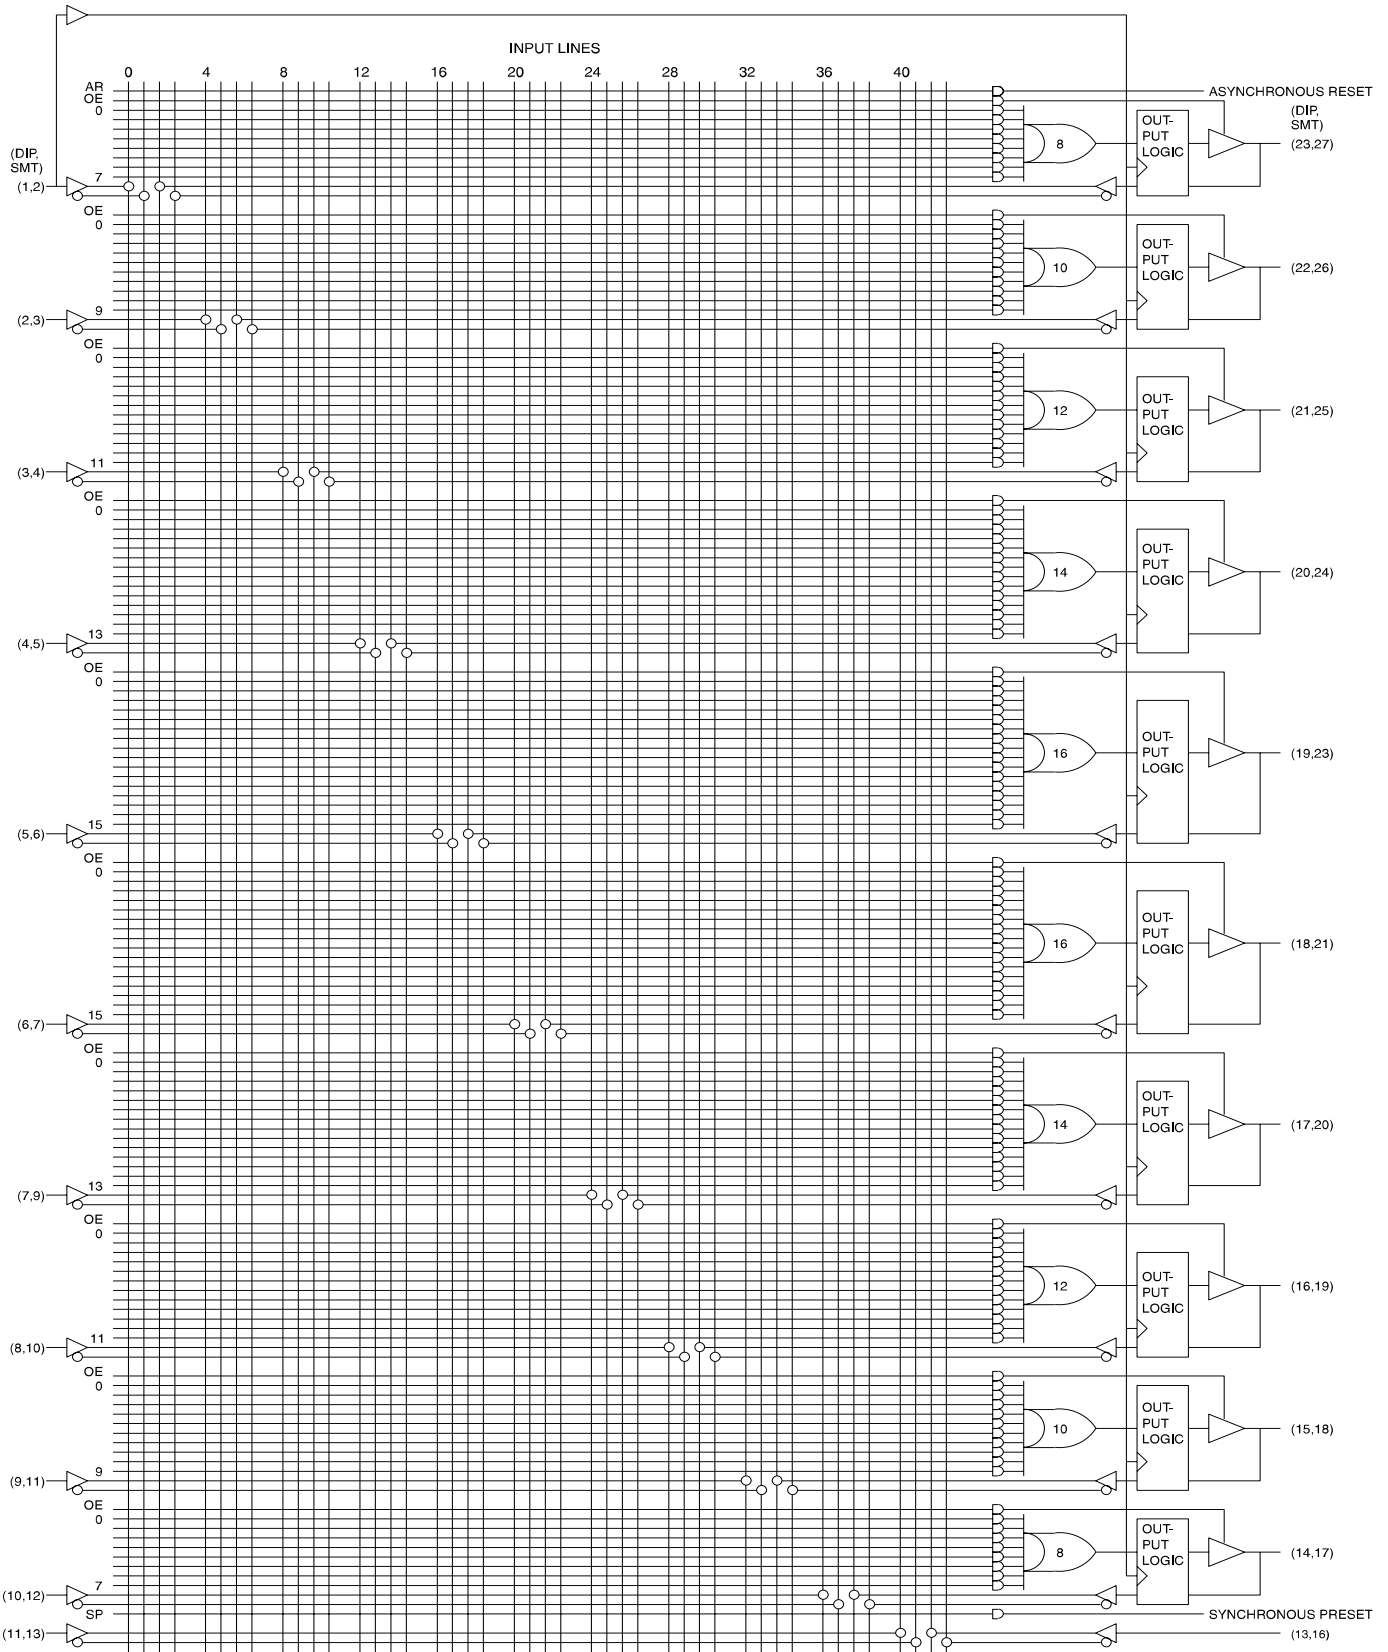 INPUT LINES
0 4 8 12 16 20 24 28 32 36 40
AR
ASYNCHRONOUS RESET
OE
0
(DIP,
SMT)
(DIP,
SMT)
8
OUT-
PUT
LOGIC
(23,27)
7
(1,2)
OE
0
10
OUT-
PUT
LOGIC
(22,26)
9
(2,3)
OE
0
12
OUT-
PUT
LOGIC
(21,25)
11
(3,4)
OE
0
14
OUT-
PUT
LOGIC
(20,24)
13
(4,5)
OE
0
16
OUT-
PUT
LOGIC
(19,23)
15
(5,6)
OE
0
16
OUT-
PUT
LOGIC
(18,21)
15
(6,7)
OE
0
14
OUT-
PUT
LOGIC
(17,20)
13
(7,9)
OE
0
12
OUT-
PUT
LOGIC
(16,19)
11
(8,10)
OE
0
10
OUT-
PUT
LOGIC
(15,18)
9
(9,11)
OE
0
8
OUT-
PUT
LOGIC
(14,17)
7
(10,12)
SP
SYNCHRONOUS PRESET
(11,13)
(13,16)